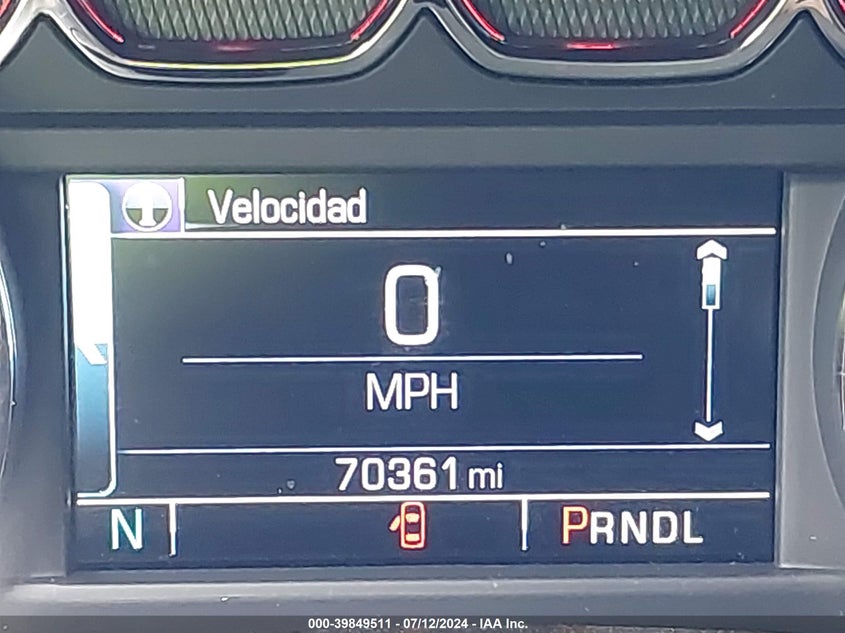 Velocidad
0
MPH
70361 mi
N
PRNDL
000-39849511 - 07/12/2024 - IAA Inc.